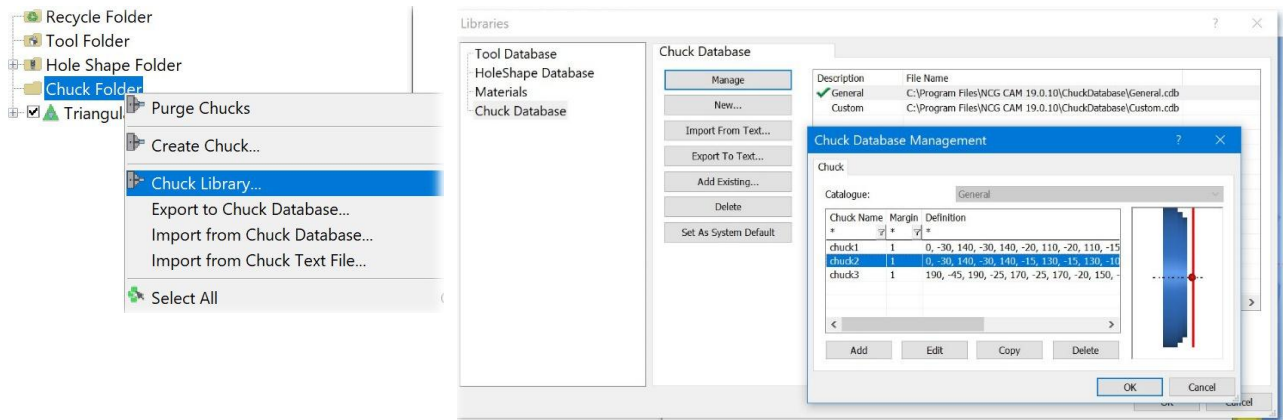 Recycle Folder
Tool Folder
Hole Shape Folder
Chuck Folder
Triangul
Purge Chucks
Create Chuck...
Chuck Library...
Export to Chuck Database...
Import from Chuck Database...
Import from Chuck Text File...
Select All
Libraries
Tool Database
HoleShape Database
Materials
Chuck Database
Chuck Database
Manage
New...
Import From Text...
Export To Text...
Add Existing...
Delete
Set As System Default
Description File Name
General C:\Program Files\NCG CAM 19.0.10\ChuckDatabase\General.cdb
Custom C:\Program Files\NCG CAM 19.0.10\ChuckDatabase\Custom.cdb
Chuck Database Management
Chuck
Catalogue: General
Chuck Name Margin Definition
* * *
chuck1 1 0, -30, 140, -30, 140, -20, 110, -20, 110, -15
chuck2 1 0, -30, 140, -30, 140, -15, 130, -15, 130, -10
chuck3 1 190, -45, 190, -25, 170, -25, 170, -20, 150, -
Add Edit Copy Delete
OK Cancel